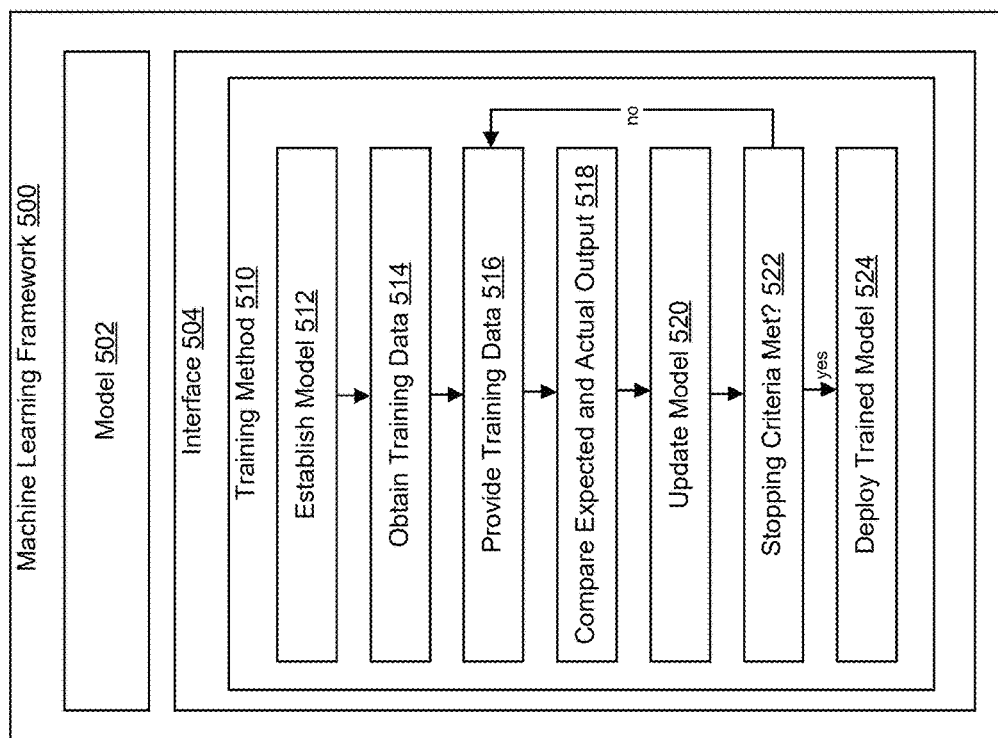 Machine Learning Framework 500
Model 502
Interface 504
Training Method 510
Establish Model 512
Obtain Training Data 514
Provide Training Data 516
Compare Expected and Actual Output 518
Update Model 520
Stopping Criteria Met? 522
no
yes
Deploy Trained Model 524